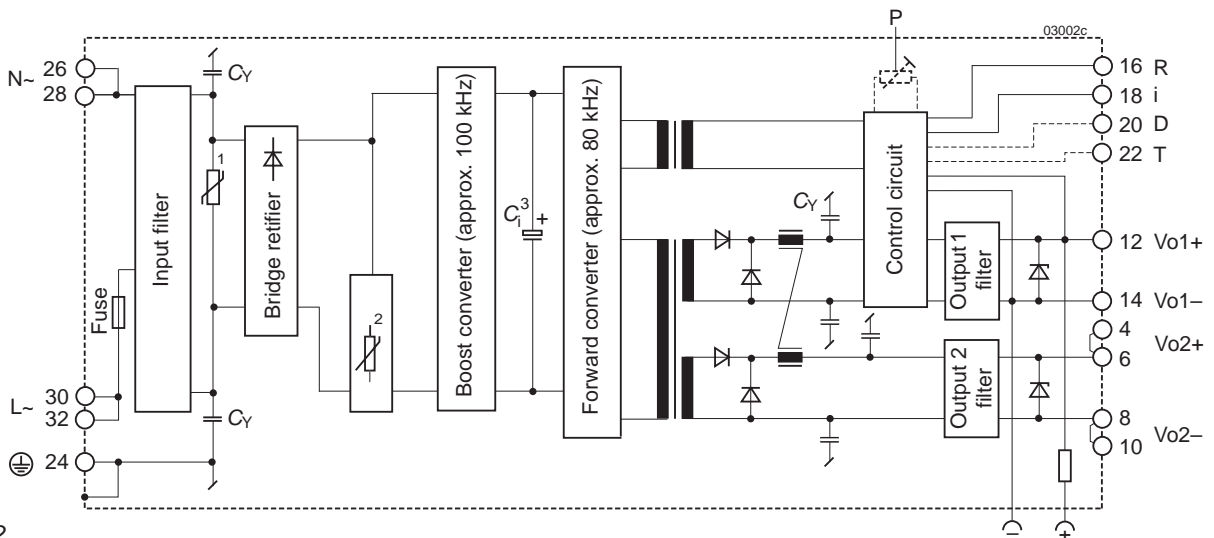 P
03002c
N~
26
28
CY
Input filter
1
Fuse
30
L~
32
CY
24
Bridge retifier
2
Boost converter (approx. 100 kHz)
Ci3
+
Forward converter (approx. 80 kHz)
CY
Control circuit
Output 1
filter
Output 2
filter
16 R
18 i
20 D
22 T
12 Vo1+
14 Vo1–
4
Vo2+
6
8
Vo2–
10
–
+
2